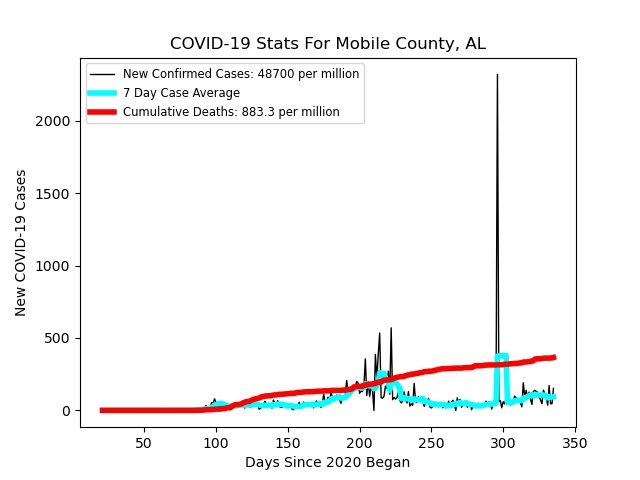 COVID-19 Stats For Mobile County, AL
New Confirmed Cases: 48700 per million
7 Day Case Average
Cumulative Deaths: 883.3 per million
2000
1500
1000
500
0
New COVID-19 Cases
50 100 150 200 250 300 350
Days Since 2020 Began